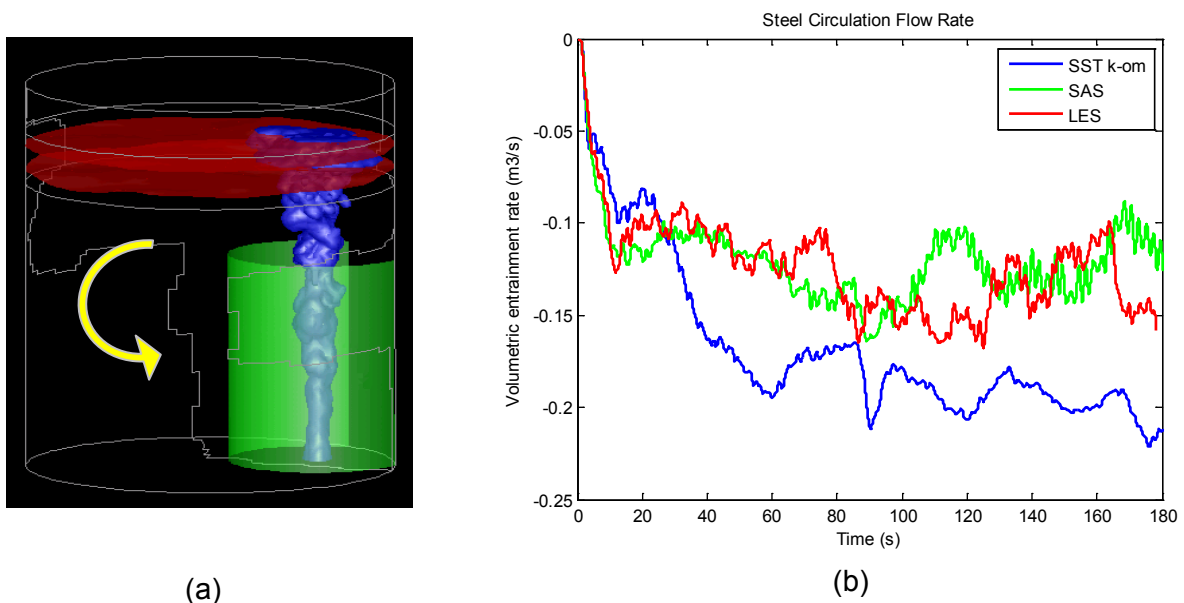 Steel Circulation Flow Rate
SST k-om
SAS
LES
Volumetric entrainment rate (m3/s)
0
-0.05
-0.1
-0.15
-0.2
-0.25
0 20 40 60 80 100 120 140 160 180
Time (s)
(a)
(b)